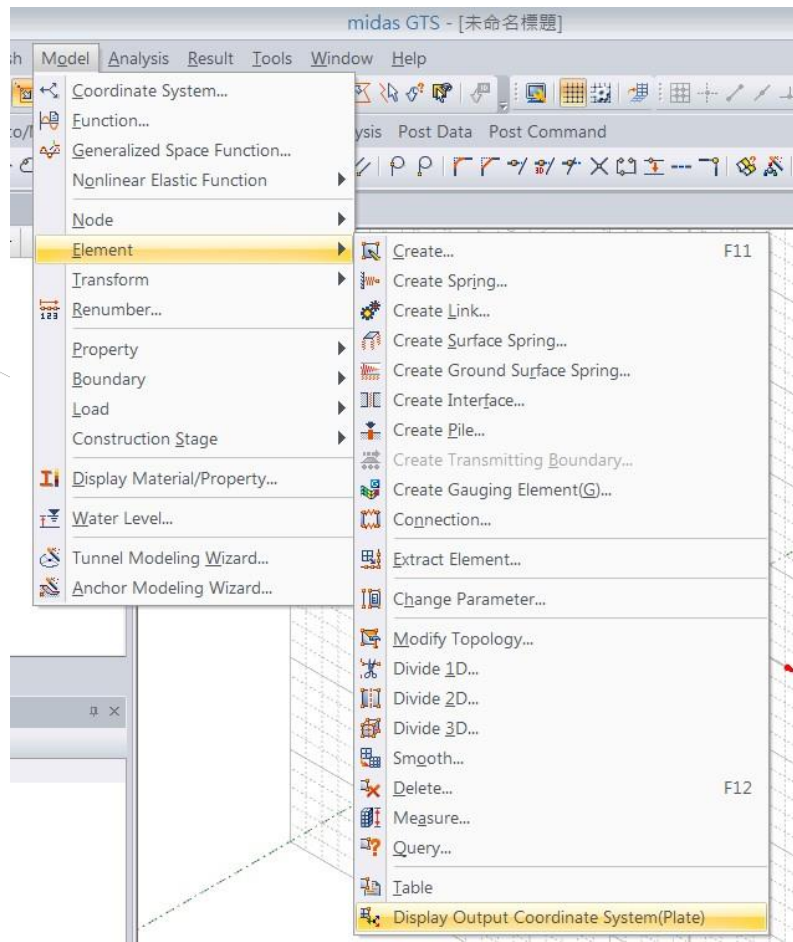 midas GTS - [未命名標題]
h Model Analysis Result Tools Window Help
Coordinate System...
Function...
ysis Post Data Post Command
Generalized Space Function...
Nonlinear Elastic Function
Node
Element
Create... F11
Transform
Create Spring...
Renumber...
Create Link...
Create Surface Spring...
Property
Create Ground Surface Spring...
Boundary
Create Interface...
Load
Create Pile...
Construction Stage
Create Transmitting Boundary...
Display Material/Property...
Create Gauging Element(G)...
Water Level...
Connection...
Tunnel Modeling Wizard...
Extract Element...
Anchor Modeling Wizard...
Change Parameter...
Modify Topology...
Divide 1D...
Divide 2D...
Divide 3D...
Smooth...
Delete... F12
Measure...
Query...
Table
Display Output Coordinate System(Plate)